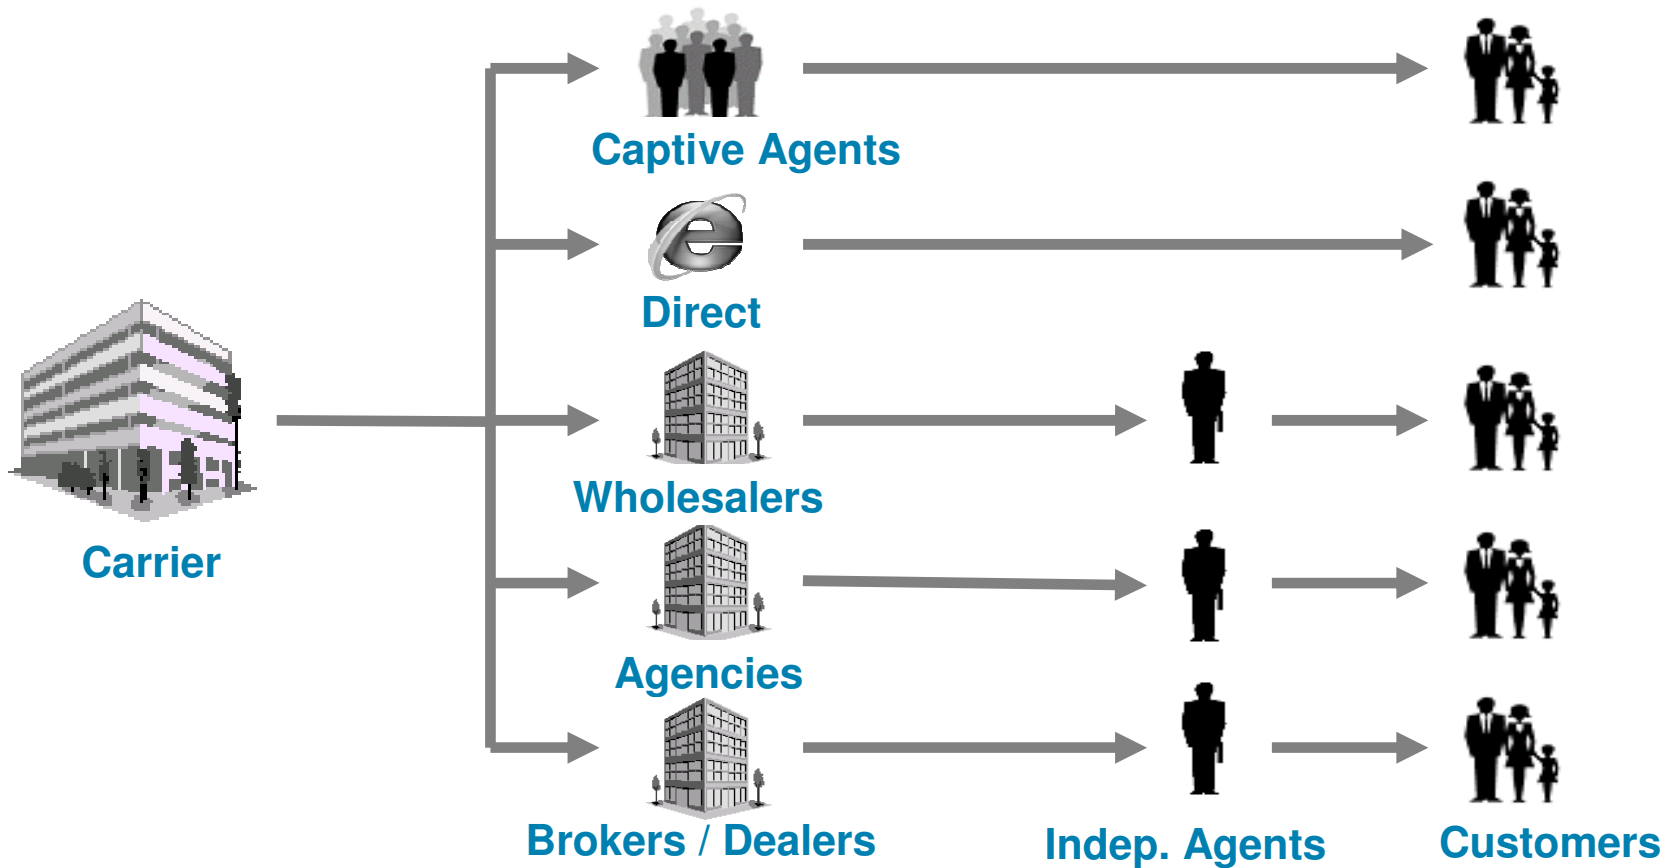 Captive Agents
Direct
Wholesalers
Carrier
Agencies
Brokers / Dealers
Indep. Agents
Customers